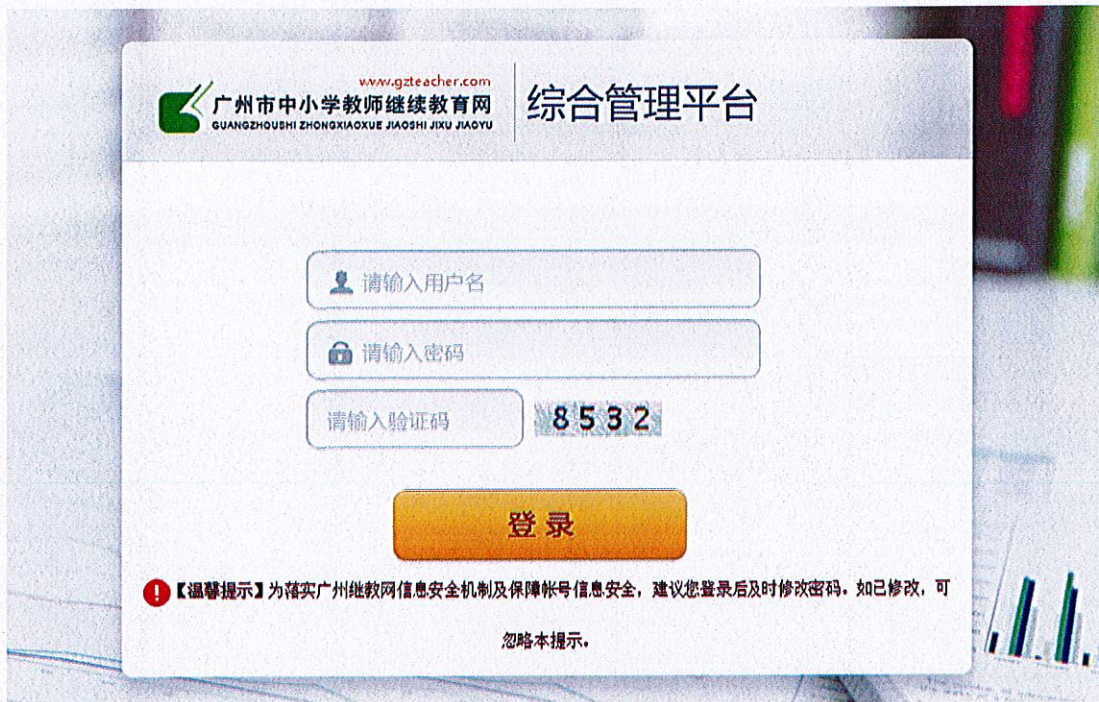 www.gzteacher.com
广州市中小学教师继续教育网
GUANGZHOUSHI ZHONGXIAOXUE JIAOSHI JIXU JIAOYU
综合管理平台
请输入用户名
请输入密码
请输入验证码
8532
登录
【温馨提示】为落实广州继教网信息安全机制及保障帐号信息安全，建议您登录后及时修改密码。如已修改，可
忽略本提示。